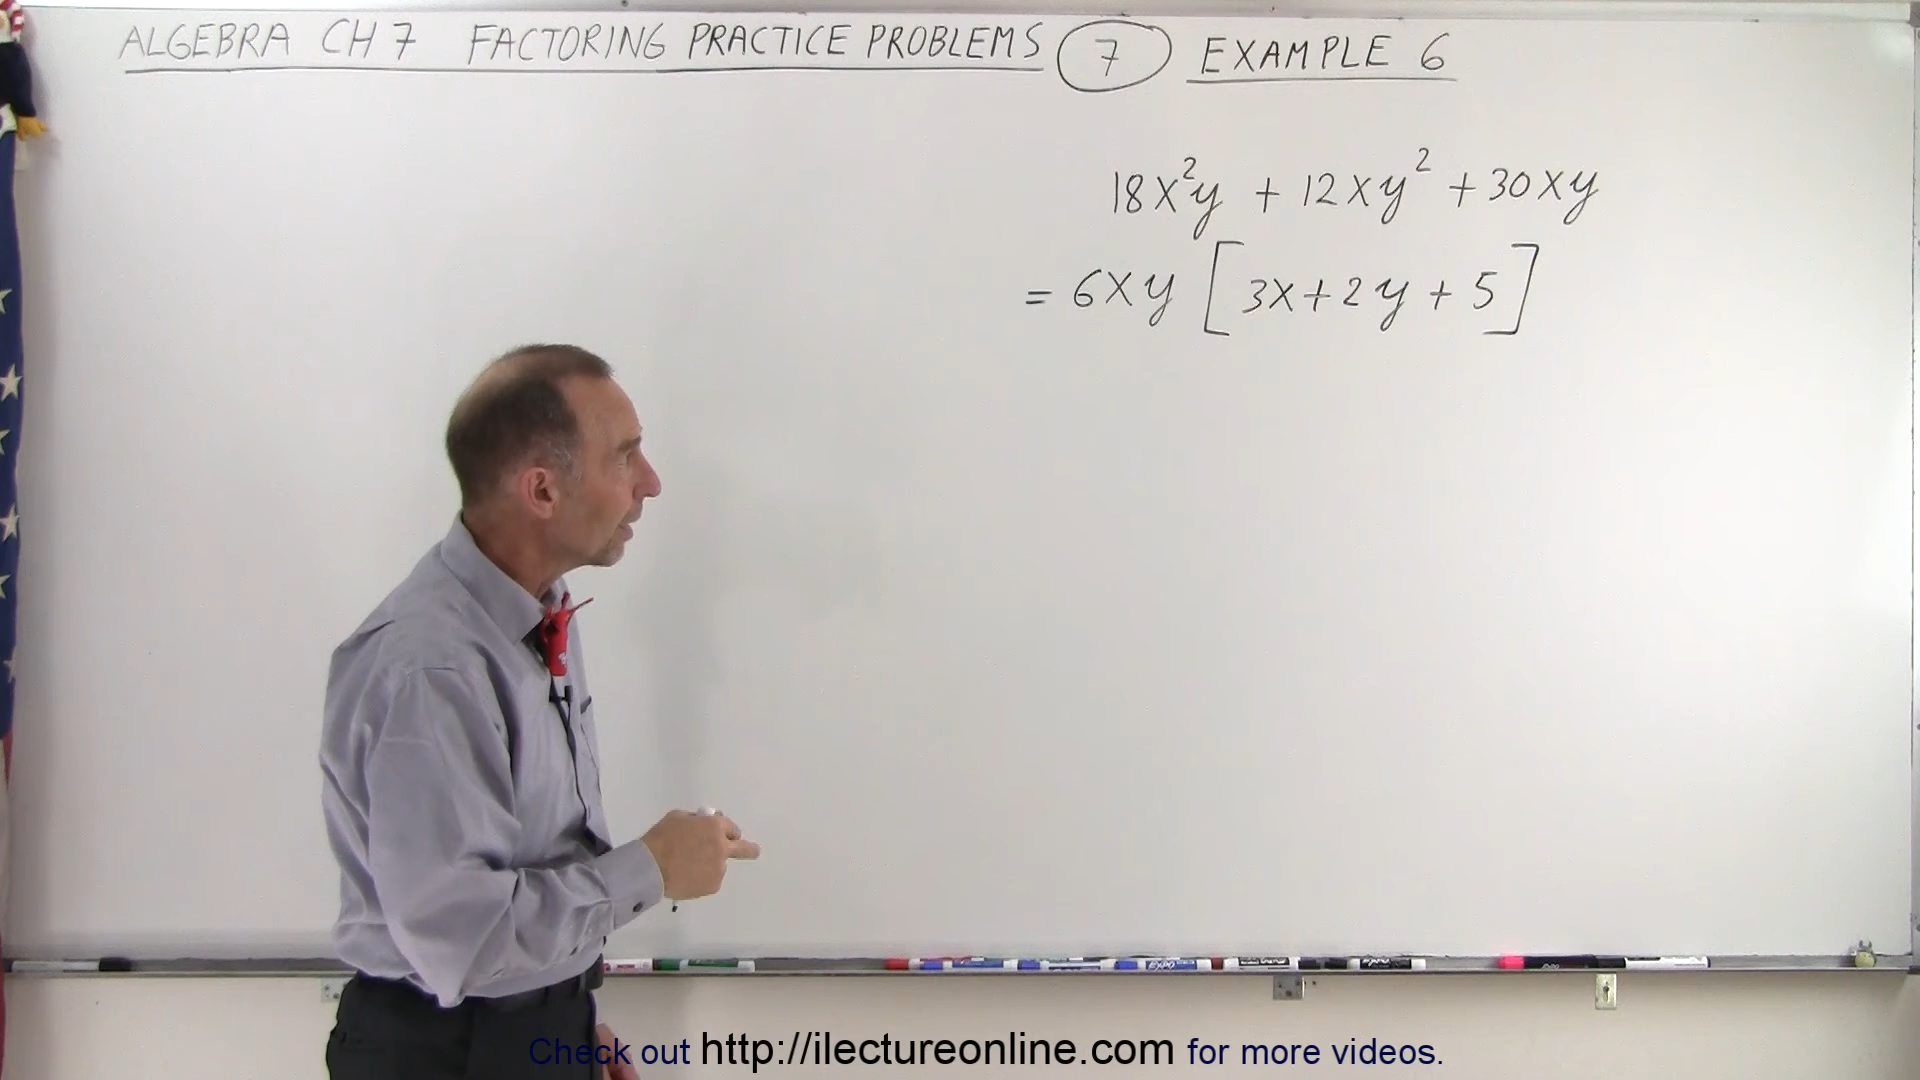 ALGEBRA CH 7 FACTORING PRACTICE PROBLEMS 7 EXAMPLE 6
18x²y + 12xy² + 30xy
= 6xy [3x + 2y + 5]
EXPO
Check out http://ilectureonline.com for more videos.